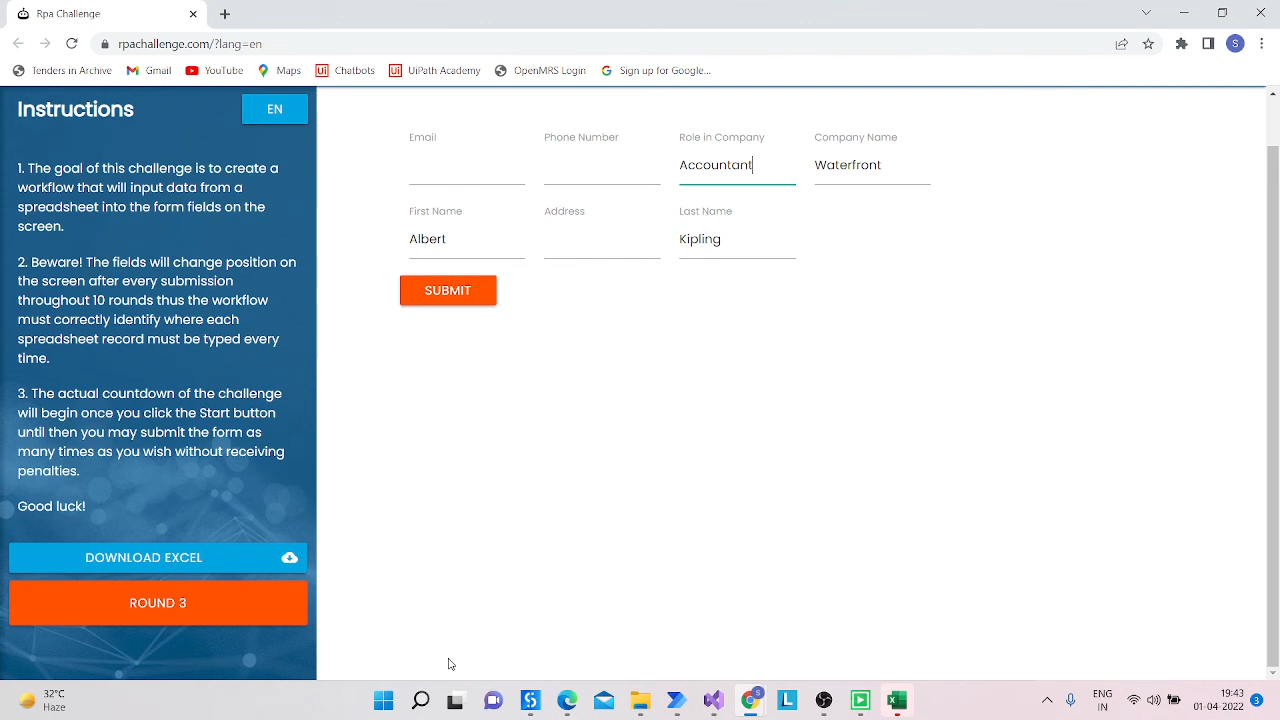 Rpa Challenge
rpachallenge.com/?lang=en
S
Tenders in Archive
Gmail
YouTube
Maps
Chatbots
UiPath Academy
OpenMRS Login
Sign up for Google...
Instructions
EN
1. The goal of this challenge is to create a
workflow that will input data from a
spreadsheet into the form fields on the
screen.
2. Beware! The fields will change position on
the screen after every submission
throughout 10 rounds thus the workflow
must correctly identify where each
spreadsheet record must be typed every
time.
3. The actual countdown of the challenge
will begin once you click the Start button
until then you may submit the form as
many times as you wish without receiving
penalties.
Good luck!
DOWNLOAD EXCEL
ROUND 3
Email
Phone Number
Role in Company
Company Name
Accountant
Waterfront
First Name
Address
Last Name
Albert
Kipling
SUBMIT
32°C
Haze
ENG
IN
19:43
01-04-2022
3